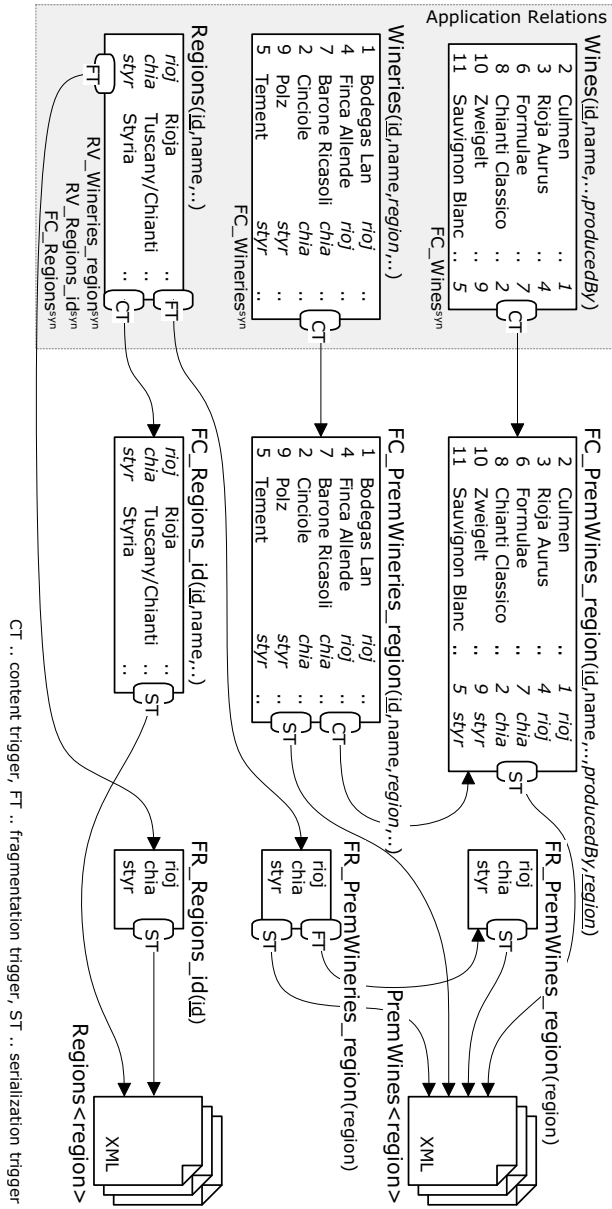 Application Relations
Wines(id,name,..,producedBy)
2 Culmen .. 1
3 Rioja Aurus .. 4
6 Formulae .. 7
8 Chianti Classico .. 2
10 Zweigelt .. 9
11 Sauvignon Blanc .. 5
CT
FC_Wines^syn
FC_PremWines_region(id,name,..,producedBy,region)
2 Culmen .. 1 rioj
3 Rioja Aurus .. 4 rioj
6 Formulae .. 7 chia
8 Chianti Classico .. 2 chia
10 Zweigelt .. 9 styr
11 Sauvignon Blanc .. 5 styr
ST
FR_PremWines_region(region)
rioj
chia
styr
ST
Wineries(id,name,region,..)
1 Bodegas Lan rioj ..
4 Finca Allende rioj ..
7 Barone Ricasoli chia ..
2 Cinciole chia ..
9 Polz styr ..
5 Tement styr ..
CT
FC_Wineries^syn
FC_PremWineries_region(id,name,region,..)
1 Bodegas Lan rioj ..
4 Finca Allende rioj ..
7 Barone Ricasoli chia ..
2 Cinciole chia ..
9 Polz styr ..
5 Tement styr ..
CT
ST
FR_PremWineries_region(region)
rioj
chia
styr
FT
ST
XML
PremWines<region>
Regions(id,name,..)
rioj Rioja ..
chia Tuscany/Chianti ..
styr Styria ..
FT
CT
FT
RV_Wineries_region^syn
RV_Regions_id^syn
FC_Regions^syn
FC_Regions_id(id,name,..)
rioj Rioja ..
chia Tuscany/Chianti ..
styr Styria ..
ST
FR_Regions_id(id)
rioj
chia
styr
ST
XML
Regions<region>
CT .. content trigger, FT .. fragmentation trigger, ST .. serialization trigger